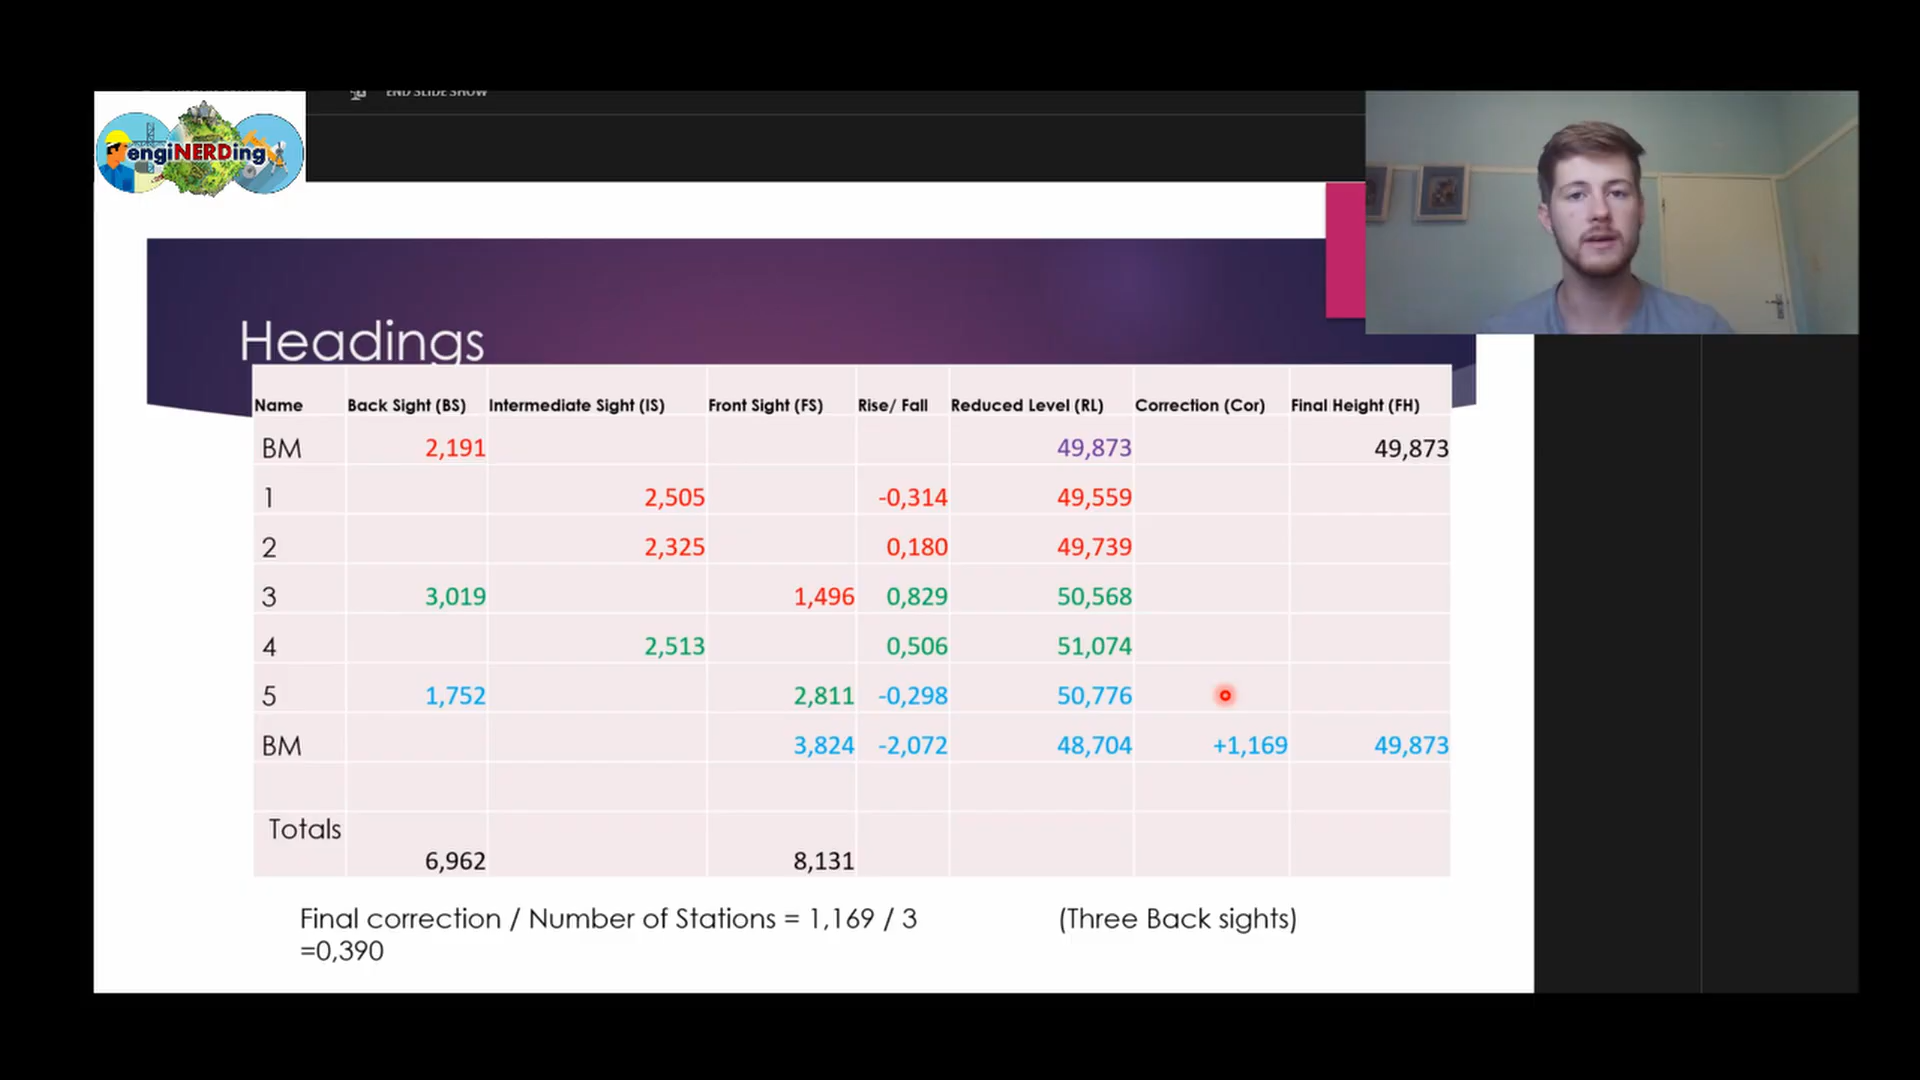 END SLIDE SHOW
engiNERDing
Headings
Name Back Sight (BS) Intermediate Sight (IS) Front Sight (FS) Rise/ Fall Reduced Level (RL) Correction (Cor) Final Height (FH)
BM 2,191 49,873 49,873
1 2,505 -0,314 49,559
2 2,325 0,180 49,739
3 3,019 1,496 0,829 50,568
4 2,513 0,506 51,074
5 1,752 2,811 -0,298 50,776
BM 3,824 -2,072 48,704 +1,169 49,873
Totals
6,962 8,131
Final correction / Number of Stations = 1,169 / 3 (Three Back sights)
=0,390